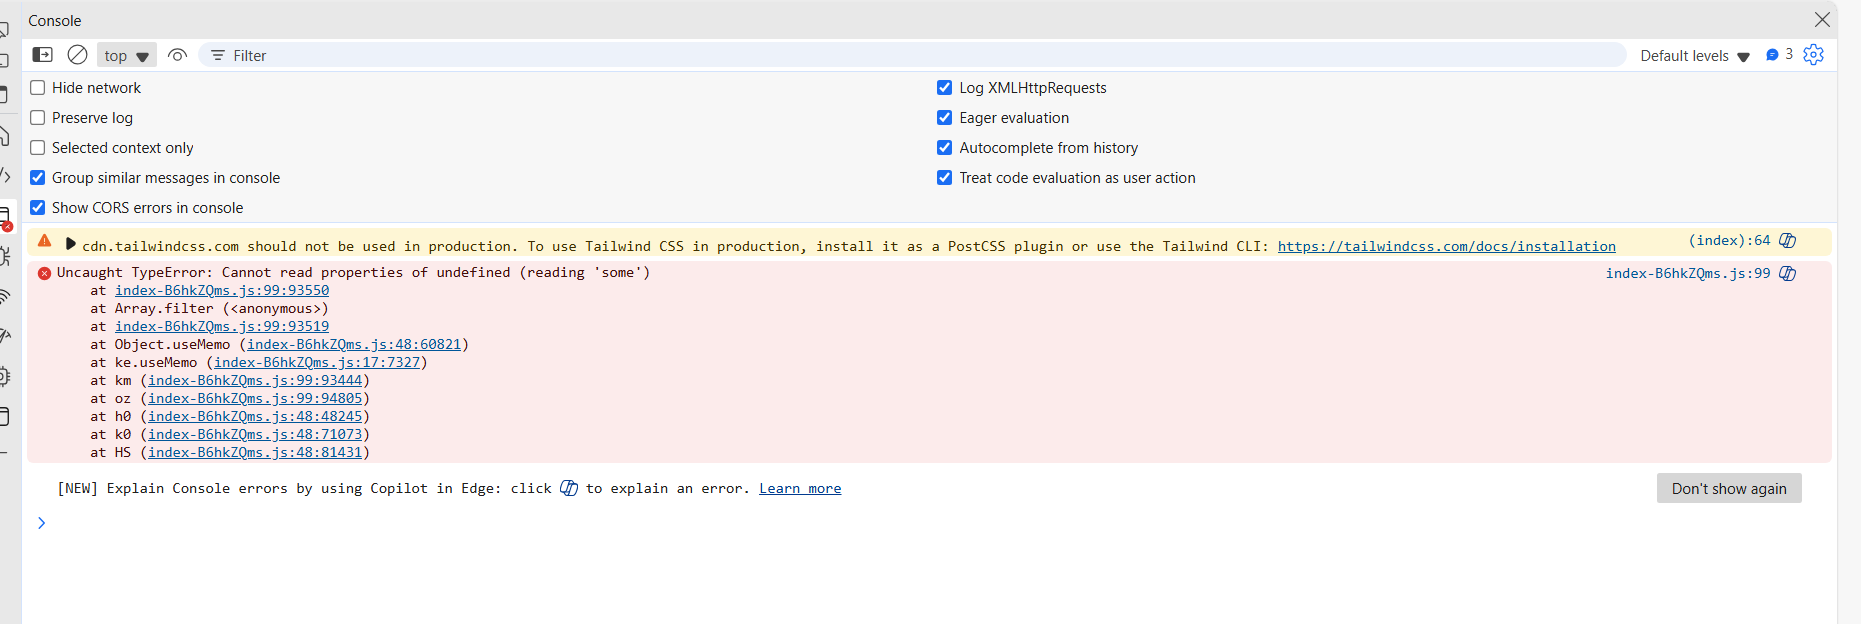 Console
top
Filter
Default levels
3
Hide network
Log XMLHttpRequests
Preserve log
Eager evaluation
Selected context only
Autocomplete from history
Group similar messages in console
Treat code evaluation as user action
Show CORS errors in console
cdn.tailwindcss.com should not be used in production. To use Tailwind CSS in production, install it as a PostCSS plugin or use the Tailwind CLI: https://tailwindcss.com/docs/installation (index):64
Uncaught TypeError: Cannot read properties of undefined (reading 'some') index-B6hkZQms.js:99
at index-B6hkZQms.js:99:93550
at Array.filter (<anonymous>)
at index-B6hkZQms.js:99:93519
at Object.useMemo (index-B6hkZQms.js:48:60821)
at ke.useMemo (index-B6hkZQms.js:17:7327)
at km (index-B6hkZQms.js:99:93444)
at oz (index-B6hkZQms.js:99:94805)
at h0 (index-B6hkZQms.js:48:48245)
at k0 (index-B6hkZQms.js:48:71073)
at HS (index-B6hkZQms.js:48:81431)
[NEW] Explain Console errors by using Copilot in Edge: click to explain an error. Learn more
Don't show again